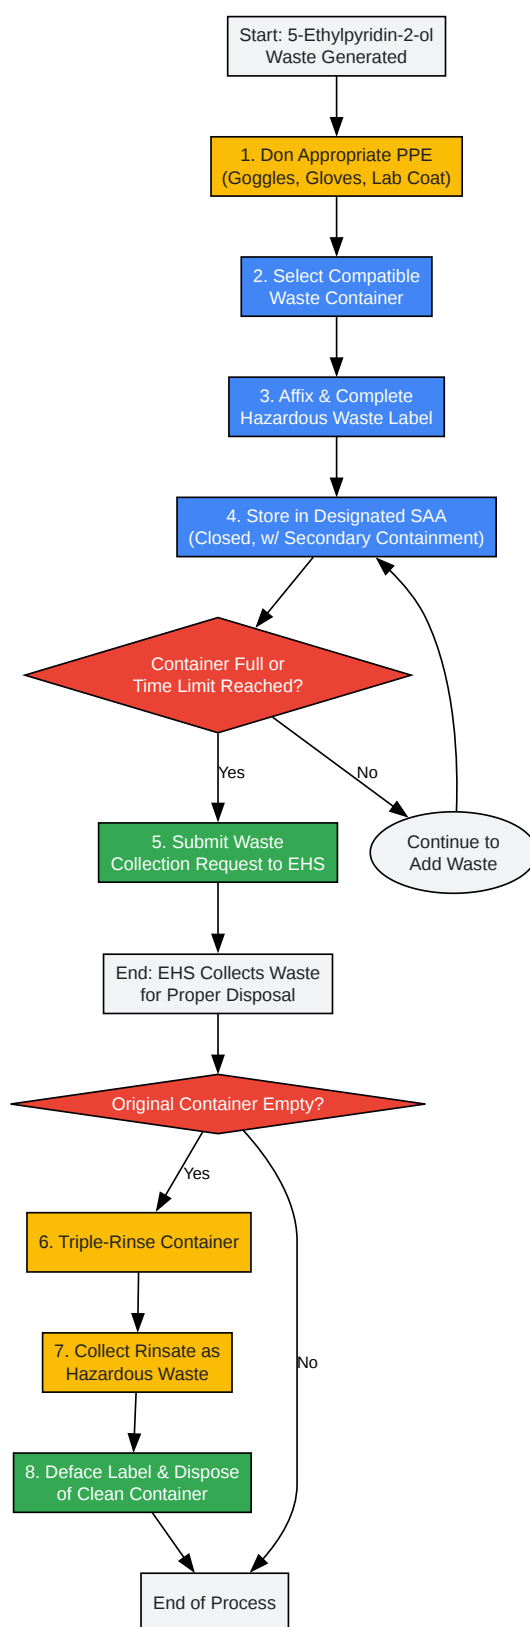 Start: 5-Ethylpyridin-2-ol
Waste Generated
1. Don Appropriate PPE
(Goggles, Gloves, Lab Coat)
2. Select Compatible
Waste Container
3. Affix & Complete
Hazardous Waste Label
4. Store in Designated SAA
(Closed, w/ Secondary Containment)
Container Full or
Time Limit Reached?
Yes
No
5. Submit Waste
Collection Request to EHS
Continue to
Add Waste
End: EHS Collects Waste
for Proper Disposal
Original Container Empty?
Yes
6. Triple-Rinse Container
7. Collect Rinsate as
Hazardous Waste
No
8. Deface Label & Dispose
of Clean Container
End of Process